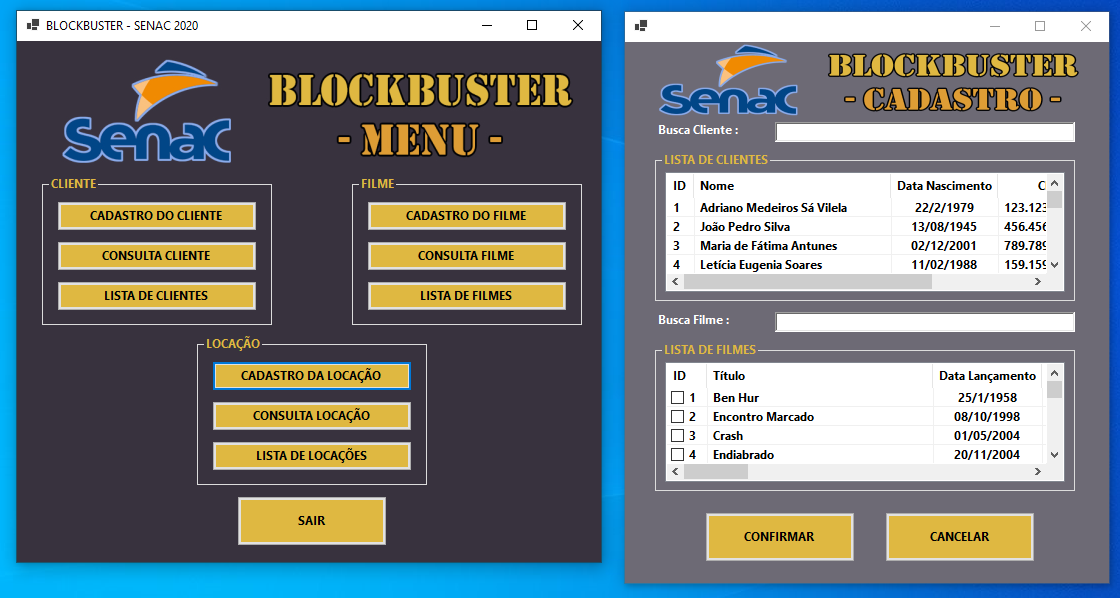 BLOCKBUSTER - SENAC 2020
senac
BLOCKBUSTER
- MENU -
CLIENTE
CADASTRO DO CLIENTE
CONSULTA CLIENTE
LISTA DE CLIENTES
FILME
CADASTRO DO FILME
CONSULTA FILME
LISTA DE FILMES
LOCAÇÃO
CADASTRO DA LOCAÇÃO
CONSULTA LOCAÇÃO
LISTA DE LOCAÇÕES
SAIR
senac
BLOCKBUSTER
- CADASTRO -
Busca Cliente :
LISTA DE CLIENTES
ID Nome Data Nascimento C
1 Adriano Medeiros Sá Vilela 22/2/1979 123.123
2 João Pedro Silva 13/08/1945 456.456
3 Maria de Fátima Antunes 02/12/2001 789.789
4 Letícia Eugenia Soares 11/02/1988 159.159
Busca Filme :
LISTA DE FILMES
ID Título Data Lançamento
1 Ben Hur 25/1/1958
2 Encontro Marcado 08/10/1998
3 Crash 01/05/2004
4 Endiabrado 20/11/2004
CONFIRMAR
CANCELAR